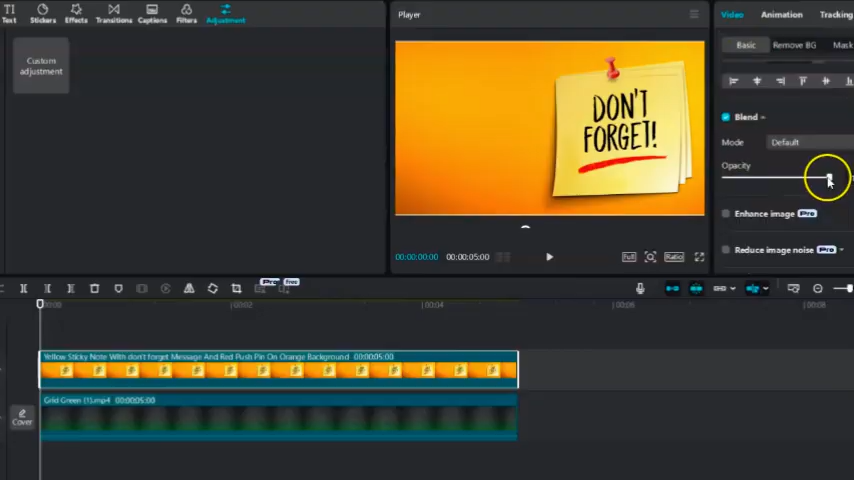 Text
Stickers
Effects
Transitions
Captions
Filters
Adjustment
Custom
adjustment
Player
DON'T
FORGET!
00:00:00:00 00:00:05:00
Full
Ratio
Video
Animation
Tracking
Basic
Remove BG
Mask
Blend
Mode
Default
Opacity
Enhance image Pro
Reduce image noise Pro
Pro
Free
00:00
00:02
00:04
00:06
00:08
Yellow Sticky Note With don't forget Message And Red Push Pin On Orange Background 00:00:05:00
Cover
Grid Green (1).mp4 00:00:05:00